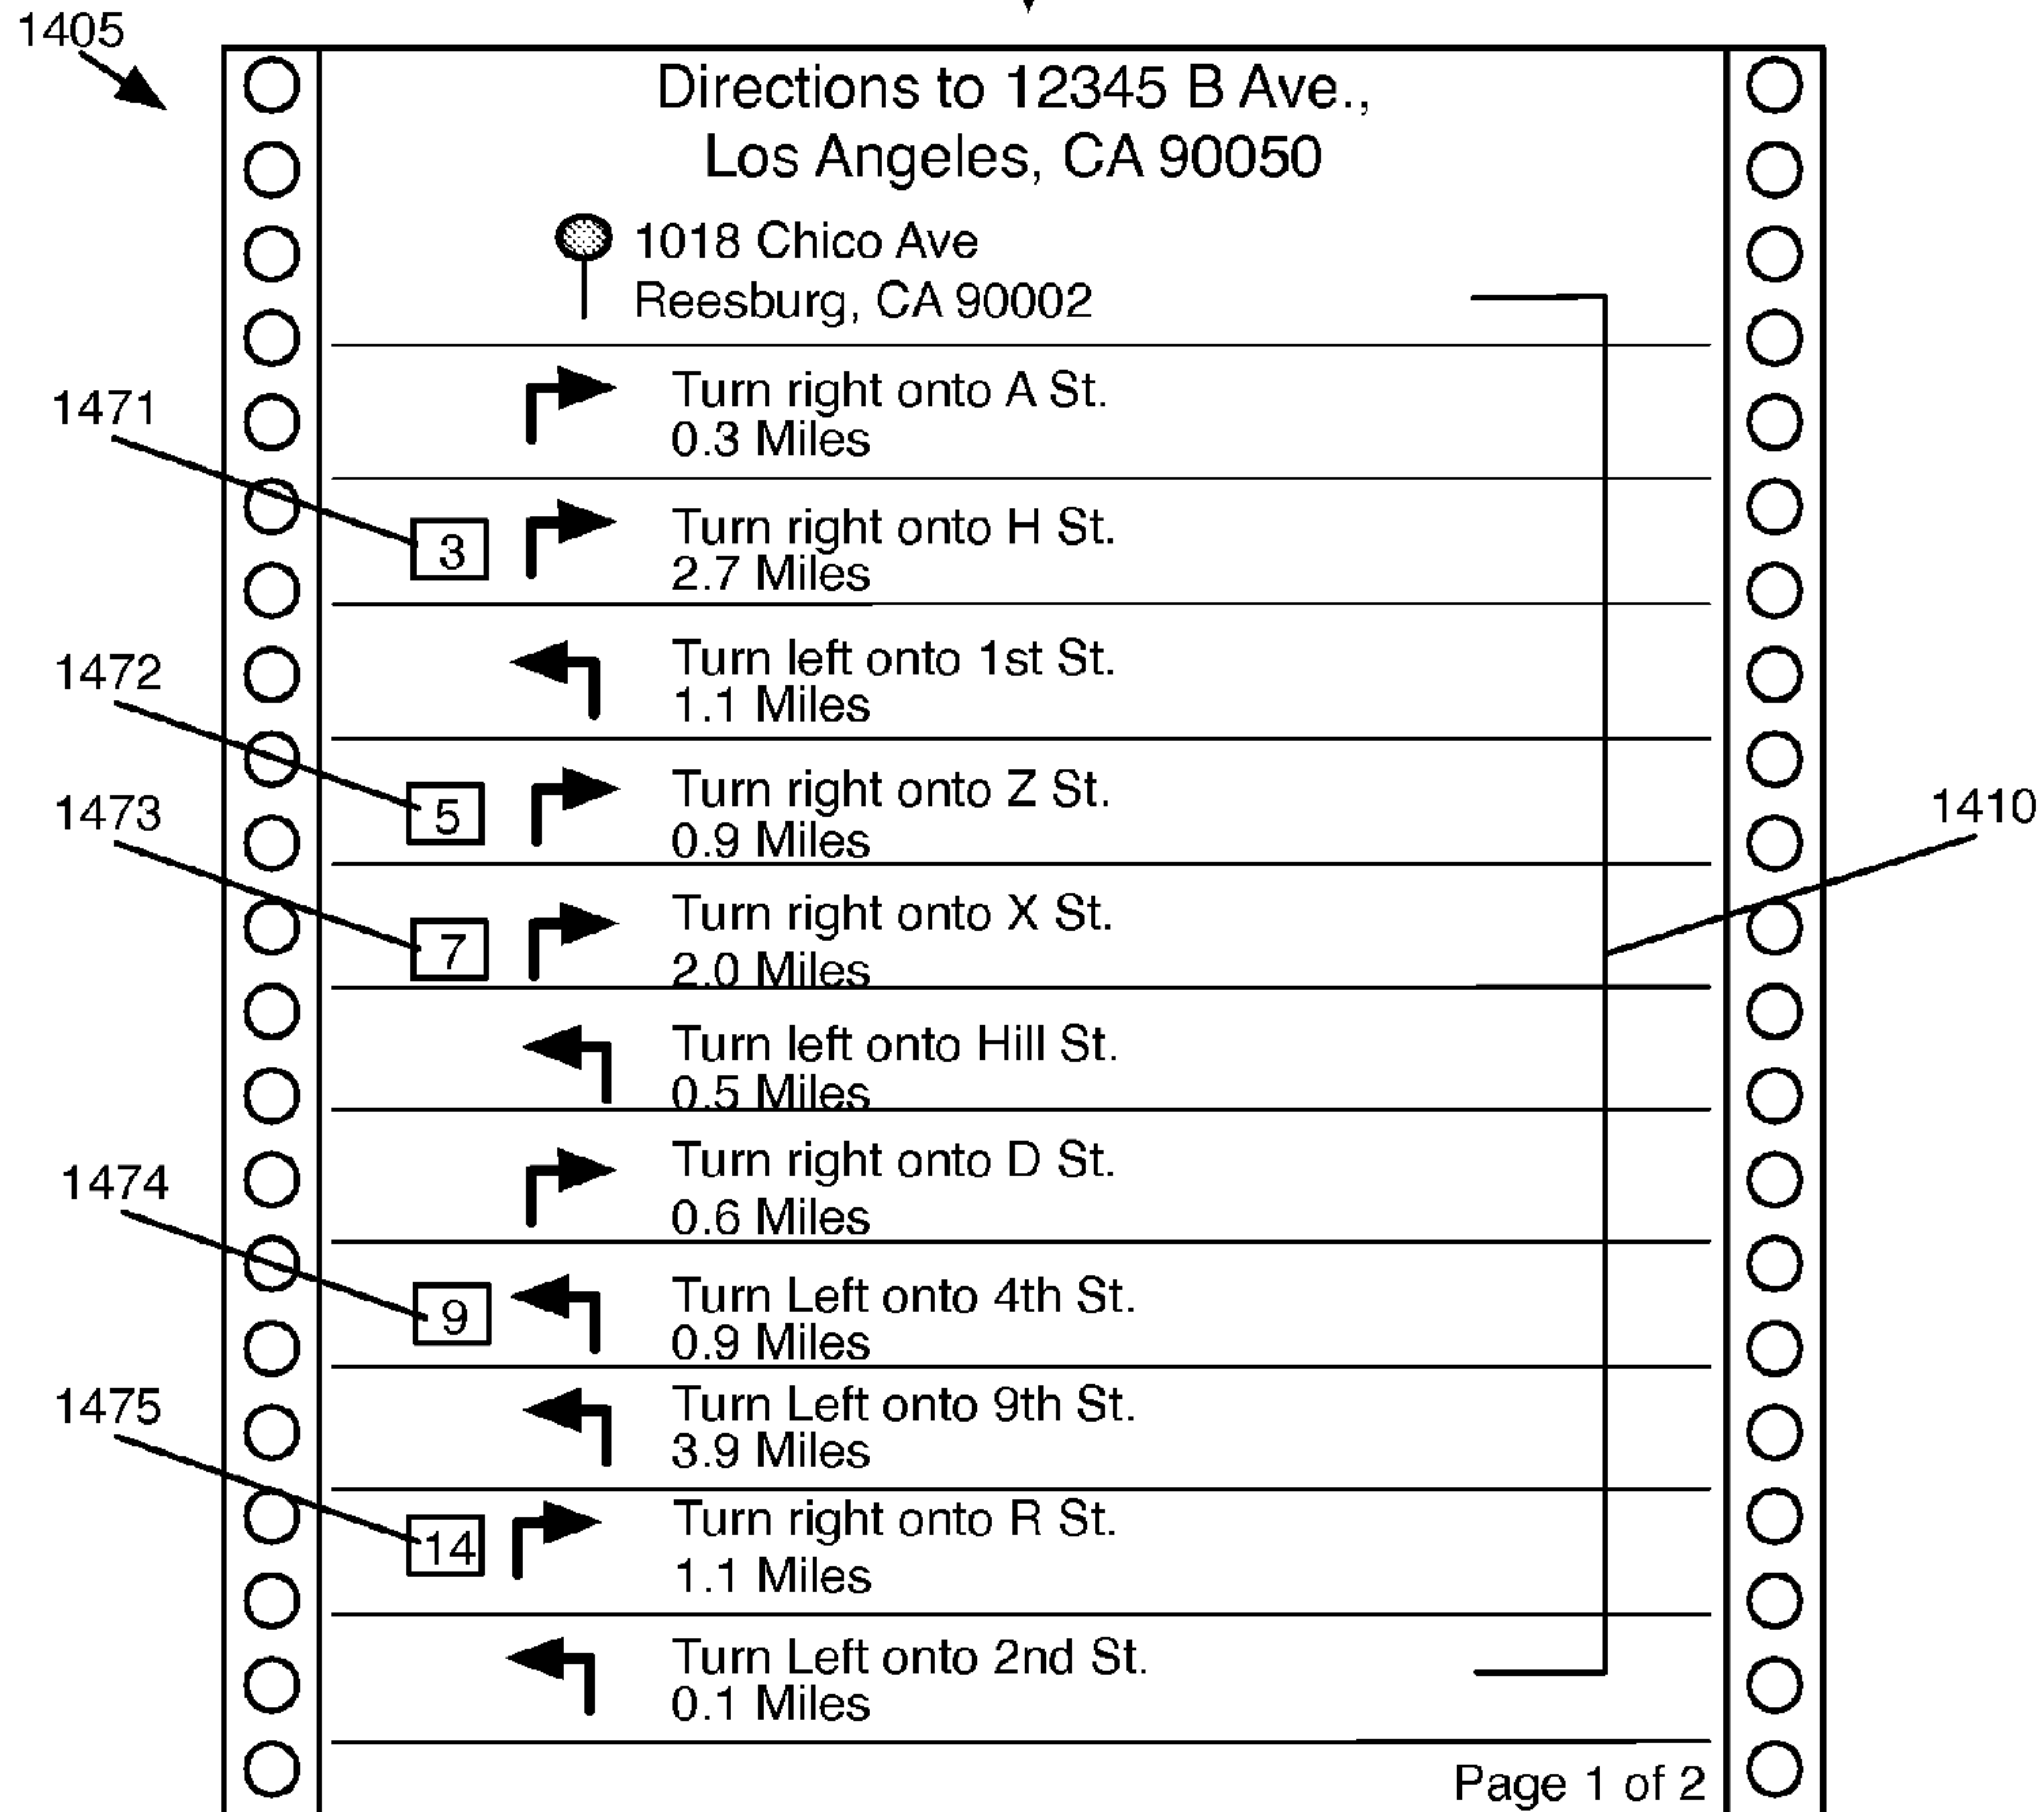 1405
Directions to 12345 B Ave.,
Los Angeles, CA 90050
1018 Chico Ave
Reesburg, CA 90002
Turn right onto A St.
0.3 Miles
1471
3
Turn right onto H St.
2.7 Miles
Turn left onto 1st St.
1.1 Miles
1472
5
Turn right onto Z St.
0.9 Miles
1410
1473
7
Turn right onto X St.
2.0 Miles
Turn left onto Hill St.
0.5 Miles
Turn right onto D St.
0.6 Miles
1474
9
Turn Left onto 4th St.
0.9 Miles
Turn Left onto 9th St.
3.9 Miles
1475
14
Turn right onto R St.
1.1 Miles
Turn Left onto 2nd St.
0.1 Miles
Page 1 of 2